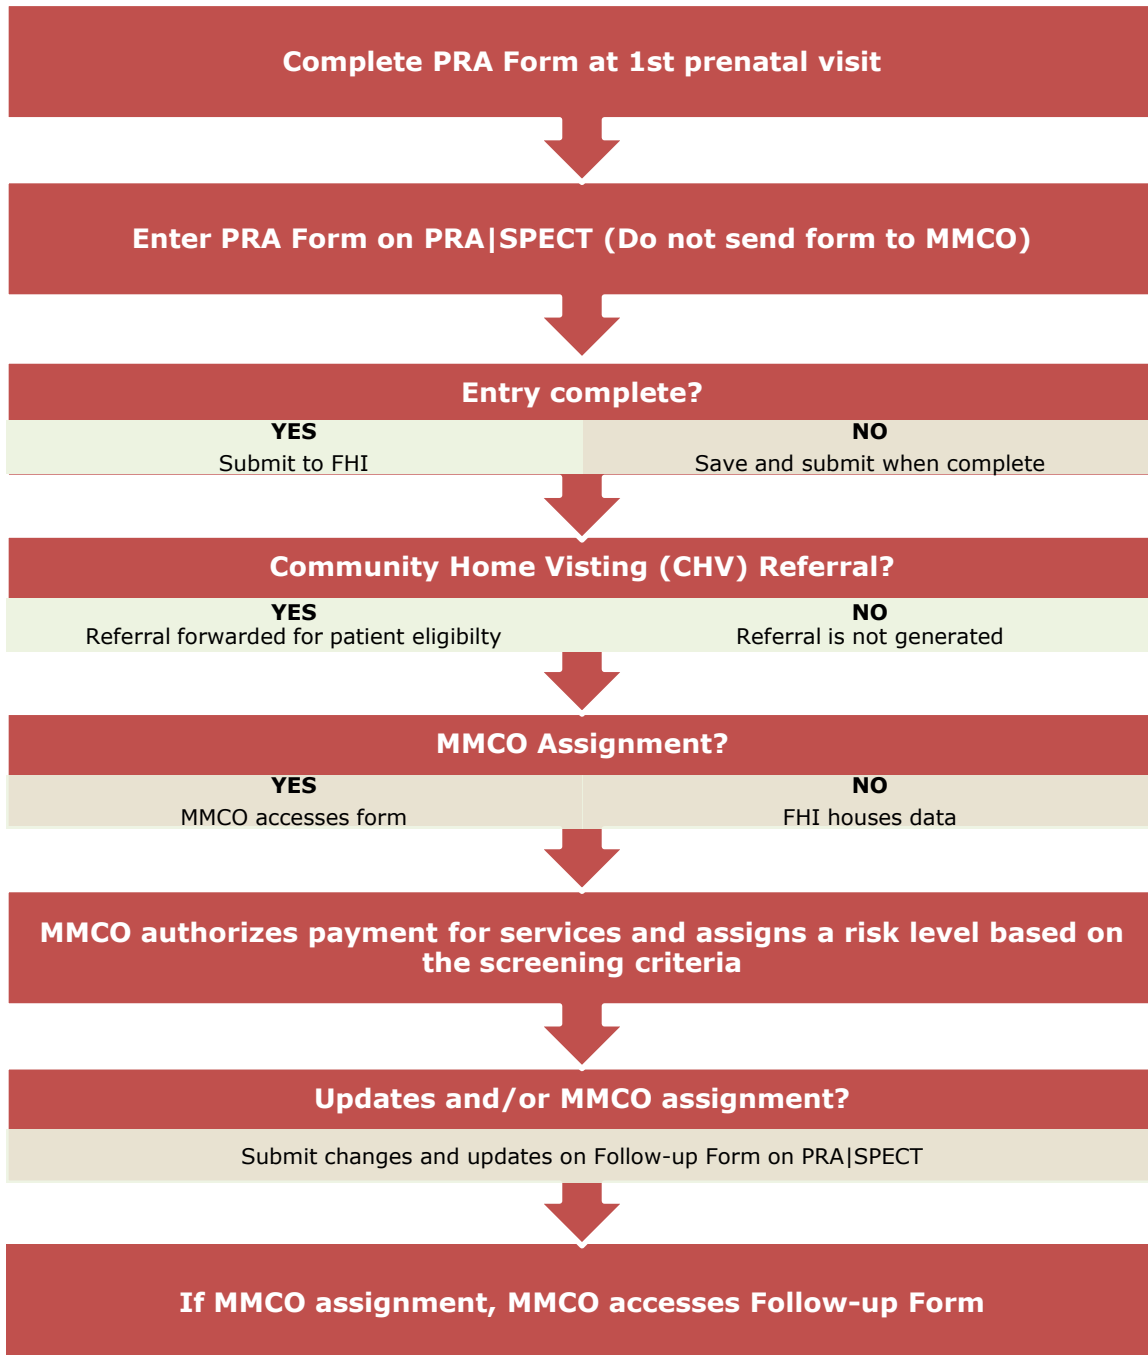 Complete PRA Form at 1st prenatal visit
Enter PRA Form on PRA|SPECT (Do not send form to MMCO)
Entry complete?
YES
Submit to FHI
NO
Save and submit when complete
Community Home Visting (CHV) Referral?
YES
Referral forwarded for patient eligibilty
NO
Referral is not generated
MMCO Assignment?
YES
MMCO accesses form
NO
FHI houses data
MMCO authorizes payment for services and assigns a risk level based on
the screening criteria
Updates and/or MMCO assignment?
Submit changes and updates on Follow-up Form on PRA|SPECT
If MMCO assignment, MMCO accesses Follow-up Form